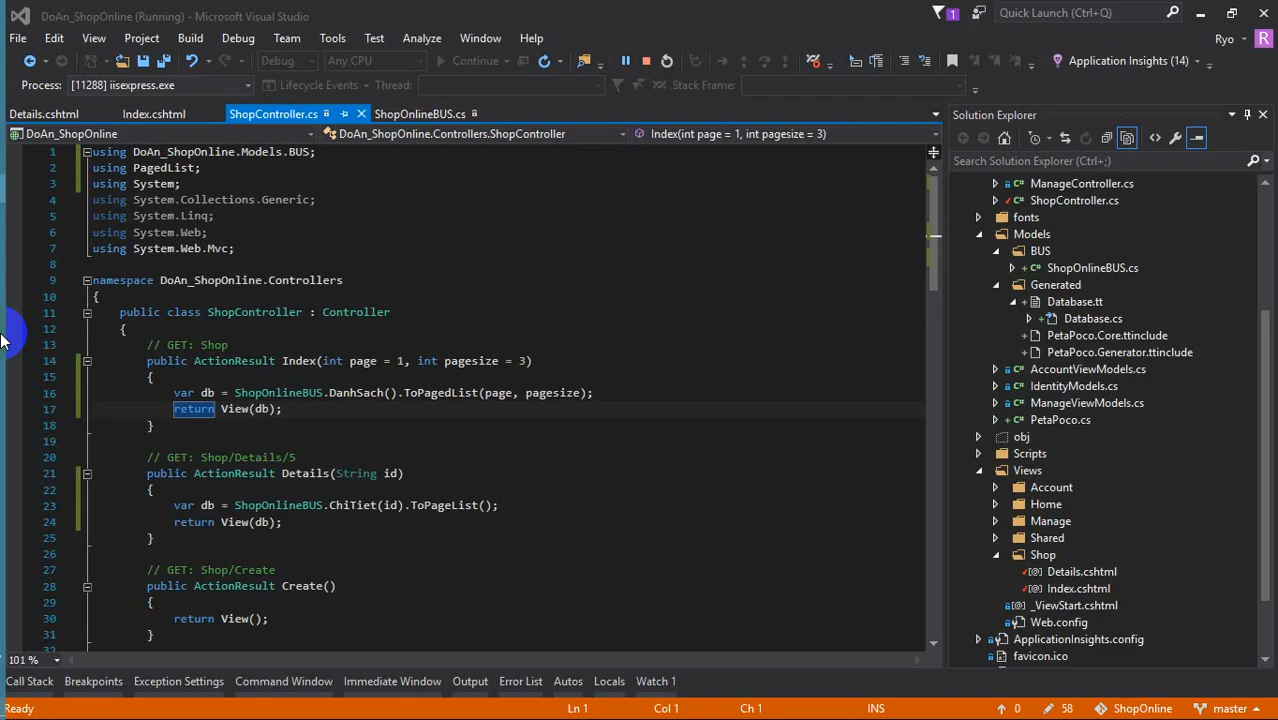 DoAn_ShopOnline (Running) - Microsoft Visual Studio
1
Quick Launch (Ctrl+Q)
File Edit View Project Build Debug Team Tools Test Analyze Window Help
Ryo
R
Debug Any CPU Continue Application Insights (14)
Process: [11288] iisexpress.exe Lifecycle Events Thread: Stack Frame:
Details.cshtml Index.cshtml ShopController.cs ShopOnlineBUS.cs
DoAn_ShopOnline DoAn_ShopOnline.Controllers.ShopController Index(int page = 1, int pagesize = 3)
1 using DoAn_ShopOnline.Models.BUS;
2 using PagedList;
3 using System;
4 using System.Collections.Generic;
5 using System.Linq;
6 using System.Web;
7 using System.Web.Mvc;
8
9 namespace DoAn_ShopOnline.Controllers
10 {
11 public class ShopController : Controller
12 {
13 // GET: Shop
14 public ActionResult Index(int page = 1, int pagesize = 3)
15 {
16 var db = ShopOnlineBUS.DanhSach().ToPagedList(page, pagesize);
17 return View(db);
18 }
19
20 // GET: Shop/Details/5
21 public ActionResult Details(String id)
22 {
23 var db = ShopOnlineBUS.ChiTiet(id).ToPageList();
24 return View(db);
25 }
26
27 // GET: Shop/Create
28 public ActionResult Create()
29 {
30 return View();
31 }
32
101 %
Solution Explorer
Search Solution Explorer (Ctrl+;)
ManageController.cs
ShopController.cs
fonts
Models
BUS
ShopOnlineBUS.cs
Generated
Database.tt
Database.cs
PetaPoco.Core.ttinclude
PetaPoco.Generator.ttinclude
AccountViewModels.cs
IdentityModels.cs
ManageViewModels.cs
PetaPoco.cs
obj
Scripts
Views
Account
Home
Manage
Shared
Shop
Details.cshtml
Index.cshtml
_ViewStart.cshtml
Web.config
ApplicationInsights.config
favicon.ico
Call Stack Breakpoints Exception Settings Command Window Immediate Window Output Error List Autos Locals Watch 1
Ready Ln 1 Col 1 Ch 1 INS 0 58 ShopOnline master